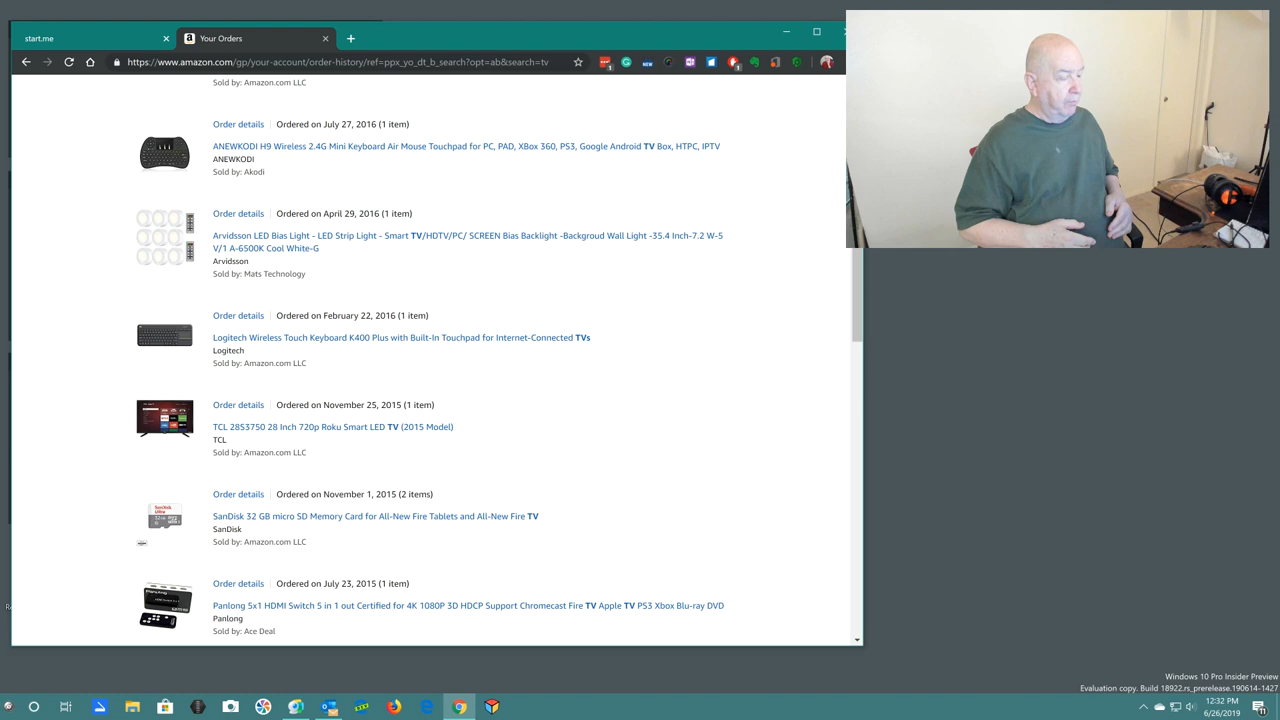 start.me
Your Orders
https://www.amazon.com/gp/your-account/order-history/ref=ppx_yo_dt_b_search?opt=ab&search=tv
NEW
Sold by: Amazon.com LLC
Order details
Ordered on July 27, 2016 (1 item)
ANEWKODI H9 Wireless 2.4G Mini Keyboard Air Mouse Touchpad for PC, PAD, XBox 360, PS3, Google Android TV Box, HTPC, IPTV
ANEWKODI
Sold by: Akodi
Order details
Ordered on April 29, 2016 (1 item)
Arvidsson LED Bias Light - LED Strip Light - Smart TV/HDTV/PC/ SCREEN Bias Backlight -Backgroud Wall Light -35.4 Inch-7.2 W-5
V/1 A-6500K Cool White-G
Arvidsson
Sold by: Mats Technology
Order details
Ordered on February 22, 2016 (1 item)
Logitech Wireless Touch Keyboard K400 Plus with Built-In Touchpad for Internet-Connected TVs
Logitech
Sold by: Amazon.com LLC
Order details
Ordered on November 25, 2015 (1 item)
TCL 28S3750 28 Inch 720p Roku Smart LED TV (2015 Model)
TCL
Sold by: Amazon.com LLC
Order details
Ordered on November 1, 2015 (2 items)
SanDisk 32 GB micro SD Memory Card for All-New Fire Tablets and All-New Fire TV
SanDisk
Sold by: Amazon.com LLC
Order details
Ordered on July 23, 2015 (1 item)
Panlong 5x1 HDMI Switch 5 in 1 out Certified for 4K 1080P 3D HDCP Support Chromecast Fire TV Apple TV PS3 Xbox Blu-ray DVD
Panlong
Sold by: Ace Deal
Windows 10 Pro Insider Preview
Evaluation copy. Build 18922.rs_prerelease.190614-1427
12:32 PM
6/26/2019